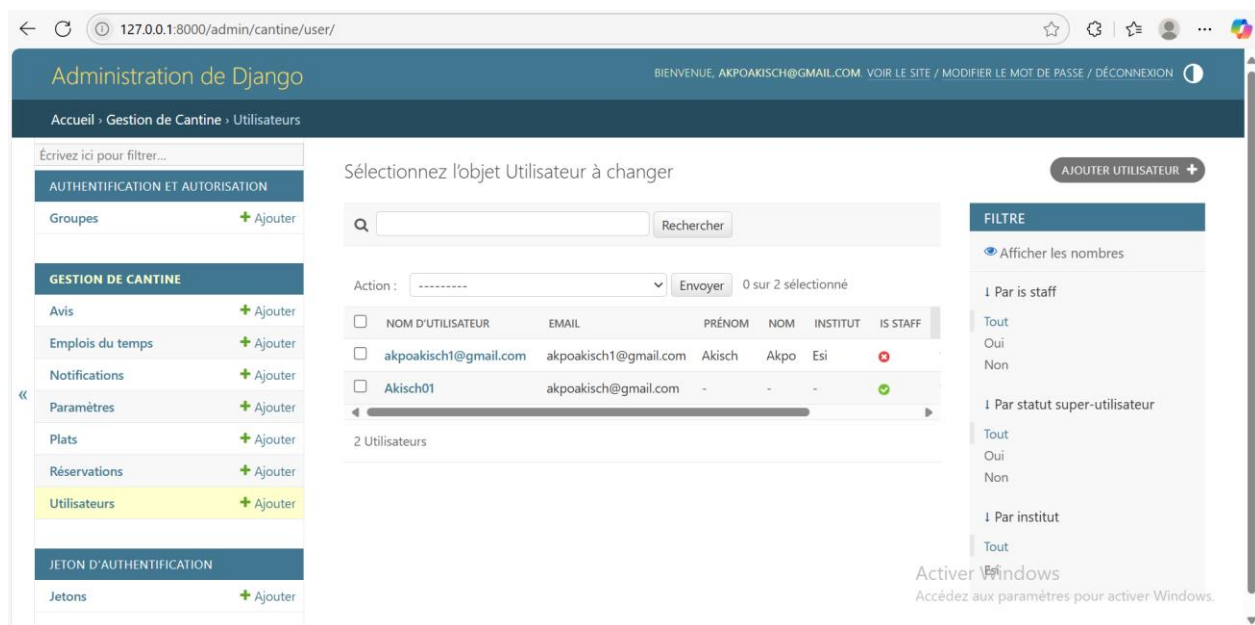 127.0.0.1:8000/admin/cantine/user/
Administration de Django
BIENVENUE, AKPOAKISCH@GMAIL.COM. VOIR LE SITE / MODIFIER LE MOT DE PASSE / DÉCONNEXION
Accueil › Gestion de Cantine › Utilisateurs
Écrivez ici pour filtrer...
AUTHENTIFICATION ET AUTORISATION
Groupes + Ajouter
GESTION DE CANTINE
Avis + Ajouter
Emplois du temps + Ajouter
Notifications + Ajouter
Paramètres + Ajouter
Plats + Ajouter
Réservations + Ajouter
Utilisateurs + Ajouter
JETON D'AUTHENTIFICATION
Jetons + Ajouter
«
Sélectionnez l'objet Utilisateur à changer
AJOUTER UTILISATEUR +
Rechercher
Action : --------- Envoyer 0 sur 2 sélectionné
NOM D'UTILISATEUR EMAIL PRÉNOM NOM INSTITUT IS STAFF
akpoakisch1@gmail.com akpoakisch1@gmail.com Akisch Akpo Esi
Akisch01 akpoakisch@gmail.com - - -
2 Utilisateurs
FILTRE
Afficher les nombres
↓ Par is staff
Tout
Oui
Non
↓ Par statut super-utilisateur
Tout
Oui
Non
↓ Par institut
Tout
Esi
Activer Windows
Accédez aux paramètres pour activer Windows.